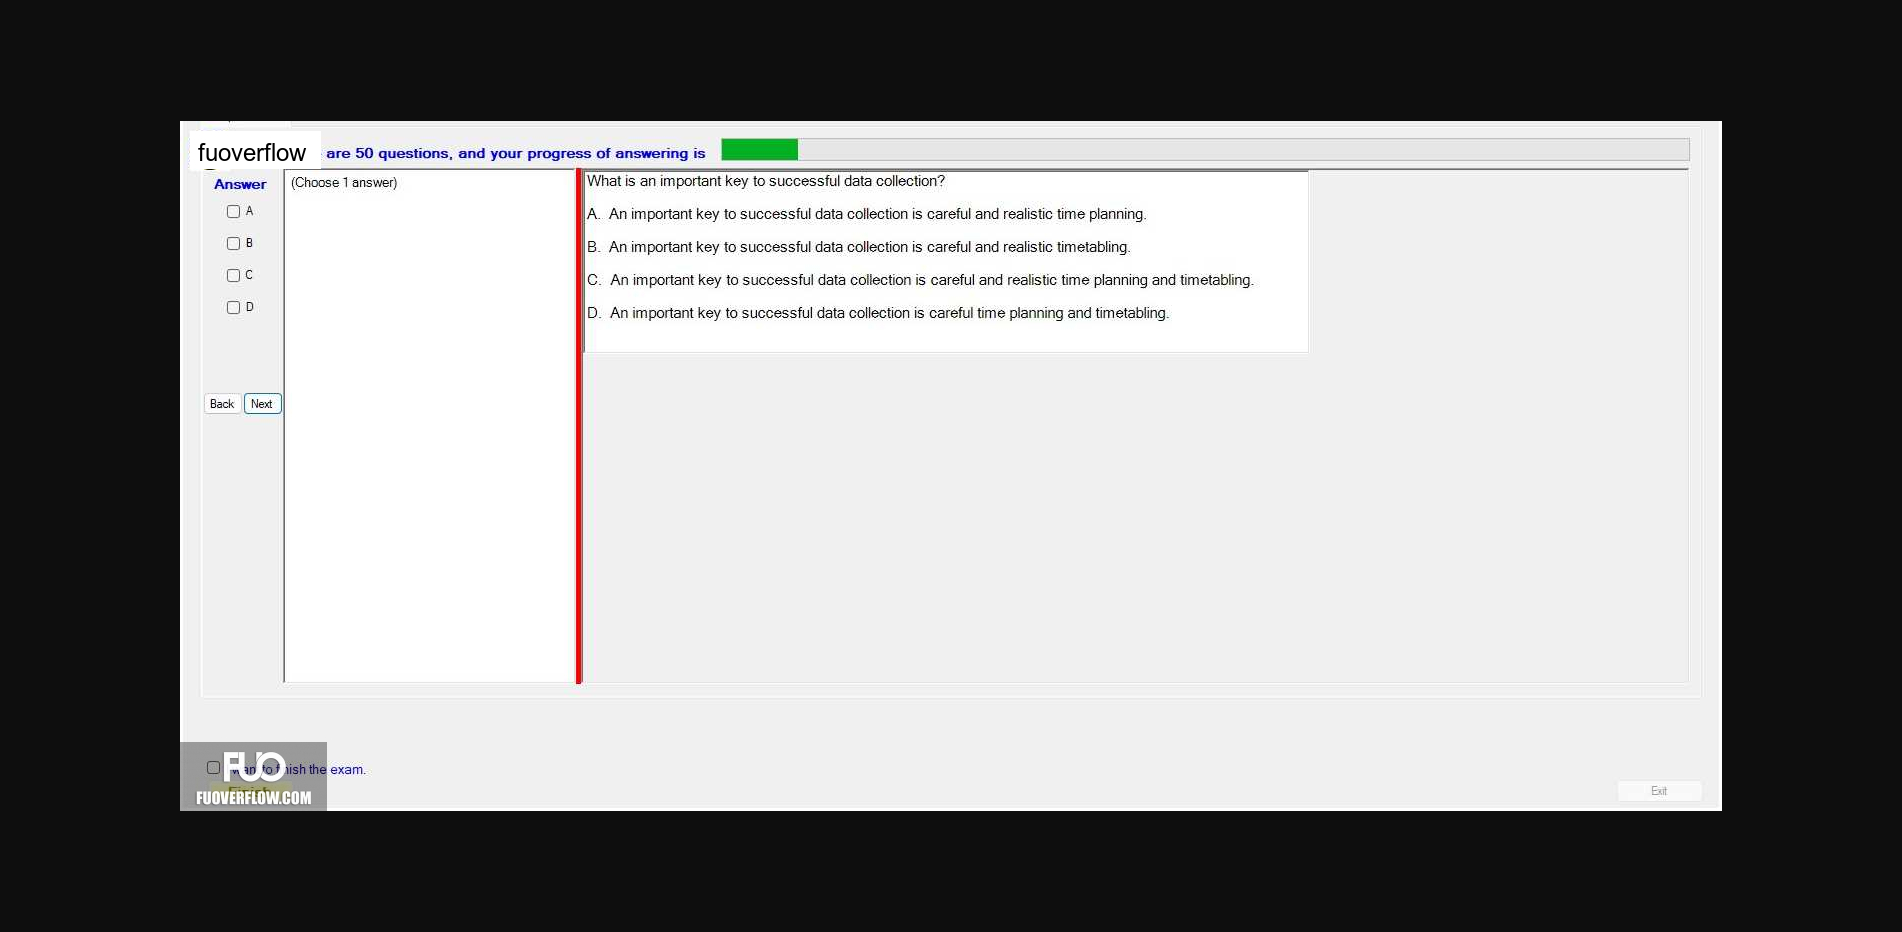 fuoverflow are 50 questions, and your progress of answering is
Answer
(Choose 1 answer)
A
B
C
D
Back Next
What is an important key to successful data collection?
A. An important key to successful data collection is careful and realistic time planning.
B. An important key to successful data collection is careful and realistic timetabling.
C. An important key to successful data collection is careful and realistic time planning and timetabling.
D. An important key to successful data collection is careful time planning and timetabling.
FUO
to the exam.
Finish
FUOVERFLOW.COM
Exit